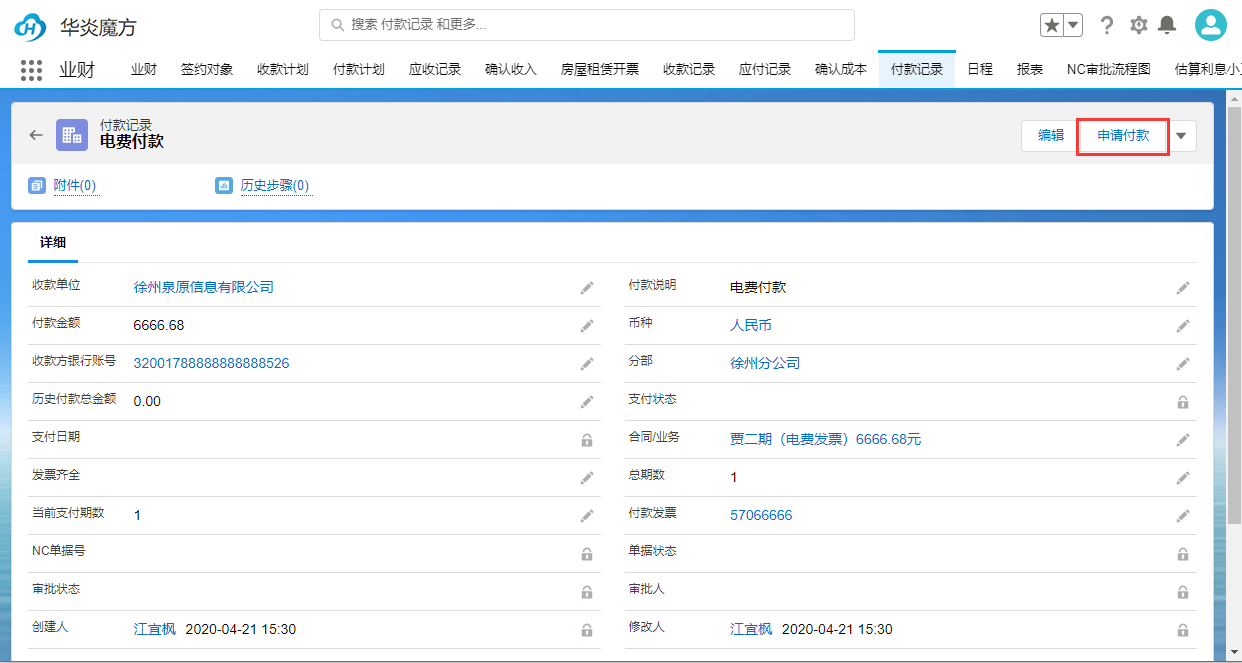 华炎魔方
搜索 付款记录 和更多...
业财 业财 签约对象 收款计划 付款计划 应收记录 确认收入 房屋租赁开票 收款记录 应付记录 确认成本 付款记录 日程 报表 NC审批流程图 估算利息小
付款记录
电费付款
编辑 申请付款
附件(0) 历史步骤(0)
详细
收款单位 徐州泉原信息有限公司 付款说明 电费付款
付款金额 6666.68 币种 人民币
收款方银行账号 32001788888888888526 分部 徐州分公司
历史付款总金额 0.00 支付状态
支付日期 合同/业务 贾二期（电费发票）6666.68元
发票齐全 总期数 1
当前支付期数 1 付款发票 57066666
NC单据号 单据状态
审批状态 审批人
创建人 江宜枫 2020-04-21 15:30 修改人 江宜枫 2020-04-21 15:30